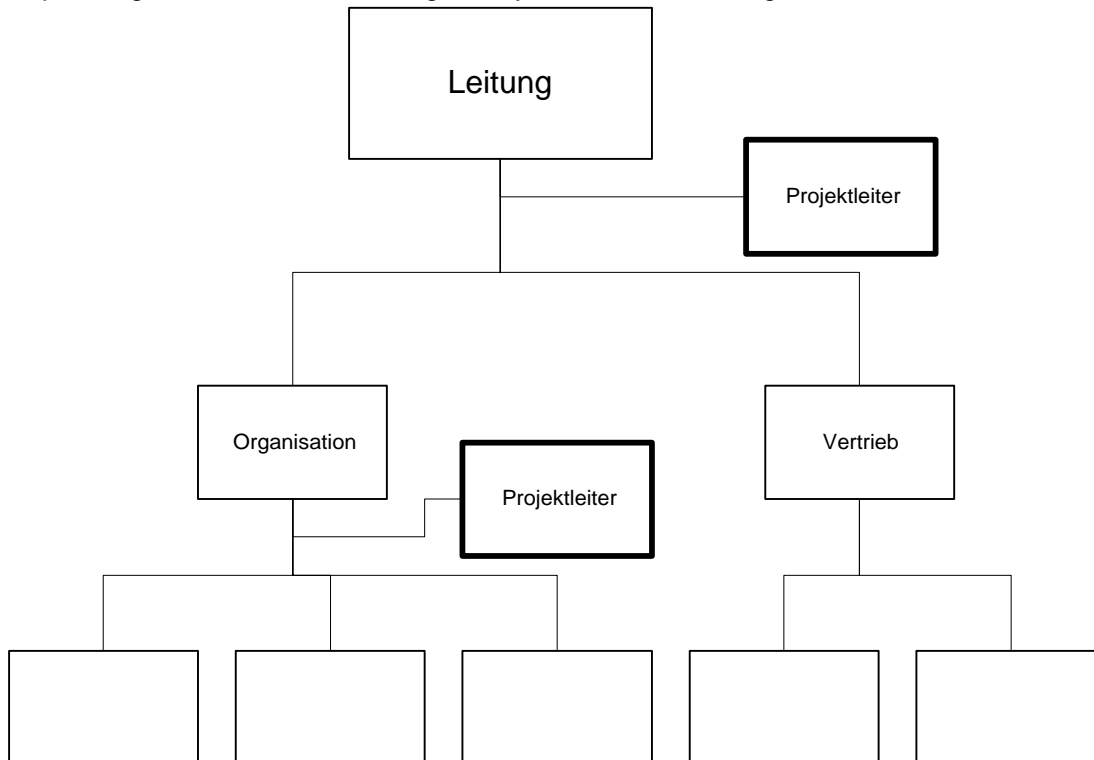 Leitung
Projektleiter
Organisation
Vertrieb
Projektleiter